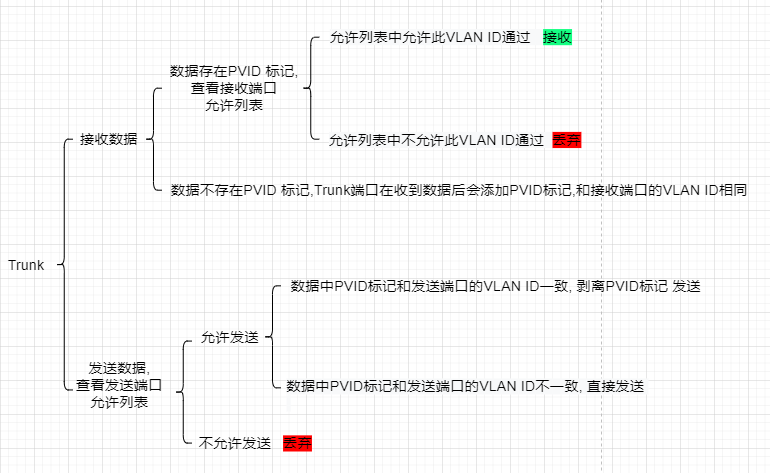 Trunk
接收数据
数据存在PVID 标记,
查看接收端口
允许列表
允许列表中允许此VLAN ID通过 接收
允许列表中不允许此VLAN ID通过 丢弃
数据不存在PVID 标记,Trunk端口在收到数据后会添加PVID标记,和接收端口的VLAN ID相同
发送数据,
查看发送端口
允许列表
允许发送
数据中PVID标记和发送端口的VLAN ID一致, 剥离PVID标记 发送
数据中PVID标记和发送端口的VLAN ID不一致, 直接发送
不允许发送 丢弃